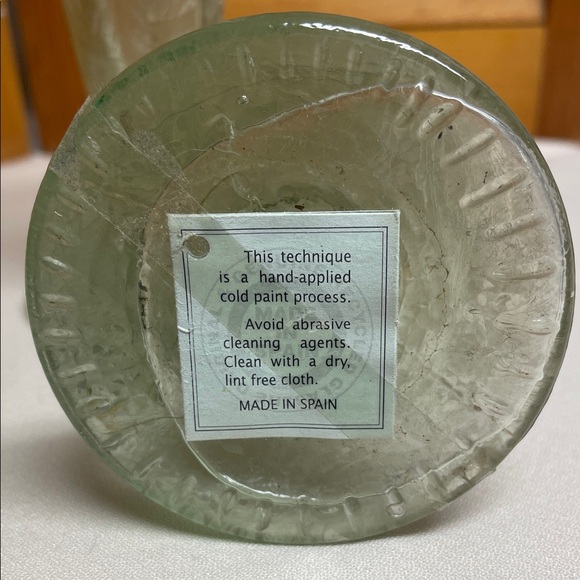 This technique
is a hand-applied
cold paint process.
Avoid abrasive
cleaning agents.
Clean with a dry,
lint free cloth.
MADE IN SPAIN